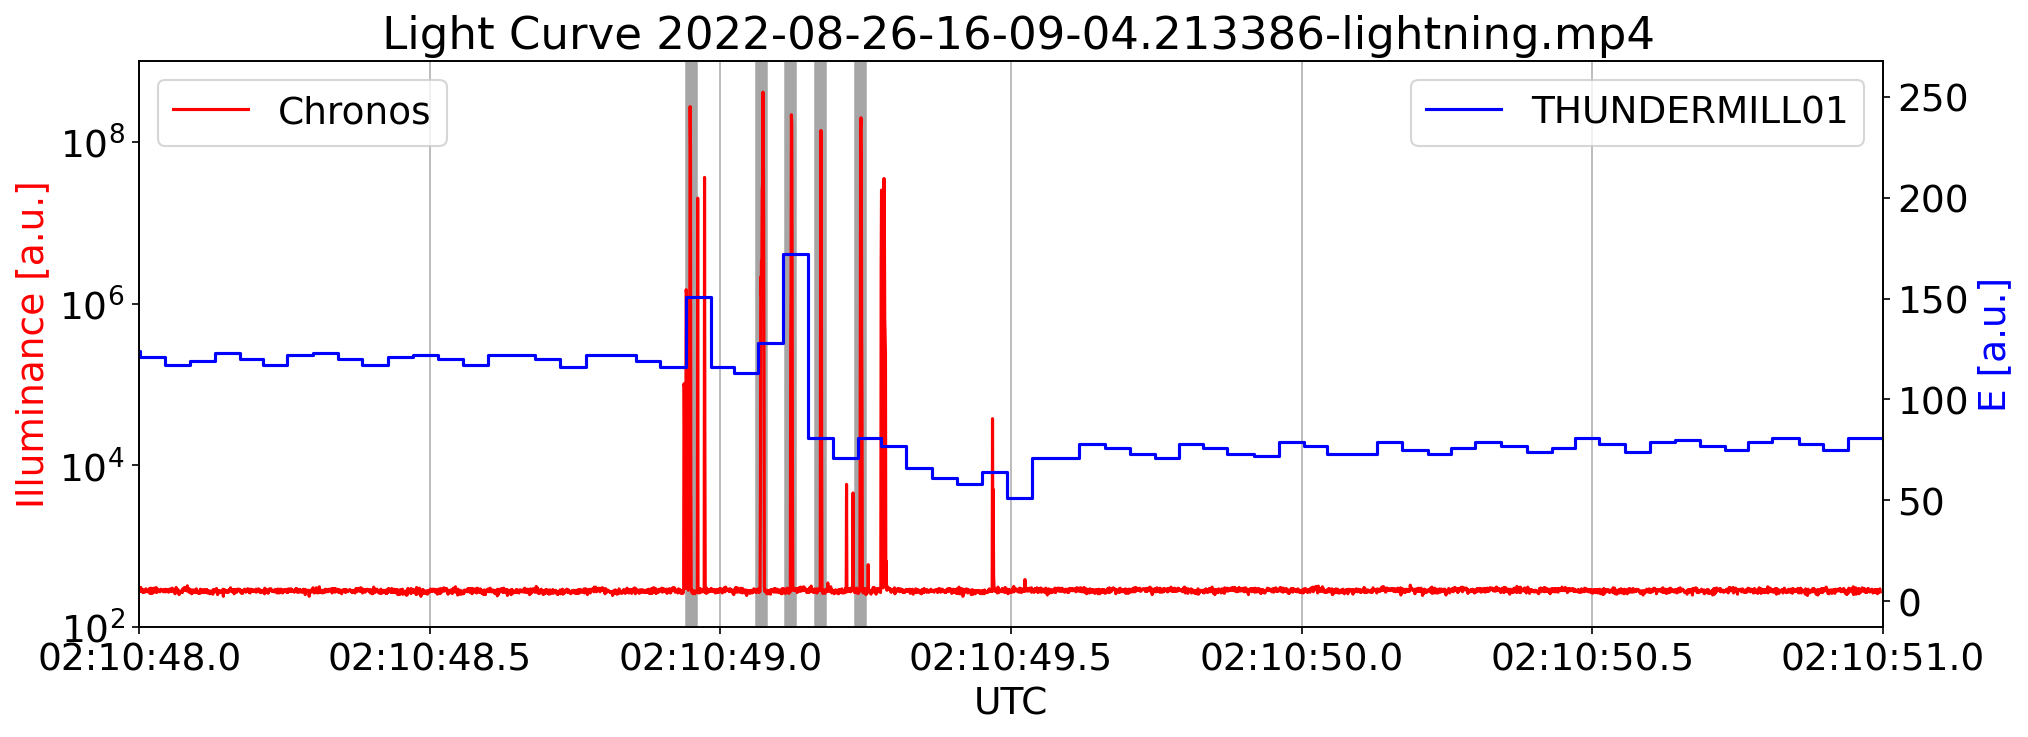 Light Curve 2022-08-26-16-09-04.213386-lightning.mp4
Chronos
THUNDERMILL01
Illuminance [a.u.]
10^8
10^6
10^4
10^2
E [a.u.]
250
200
150
100
50
0
02:10:48.0 02:10:48.5 02:10:49.0 02:10:49.5 02:10:50.0 02:10:50.5 02:10:51.0
UTC